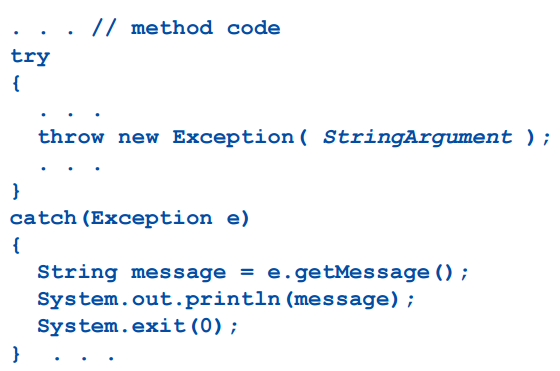 . . . // method code
try
{
. . .
throw new Exception( StringArgument );
. . .
}
catch(Exception e)
{
String message = e.getMessage();
System.out.println(message);
System.exit(0);
} . . .